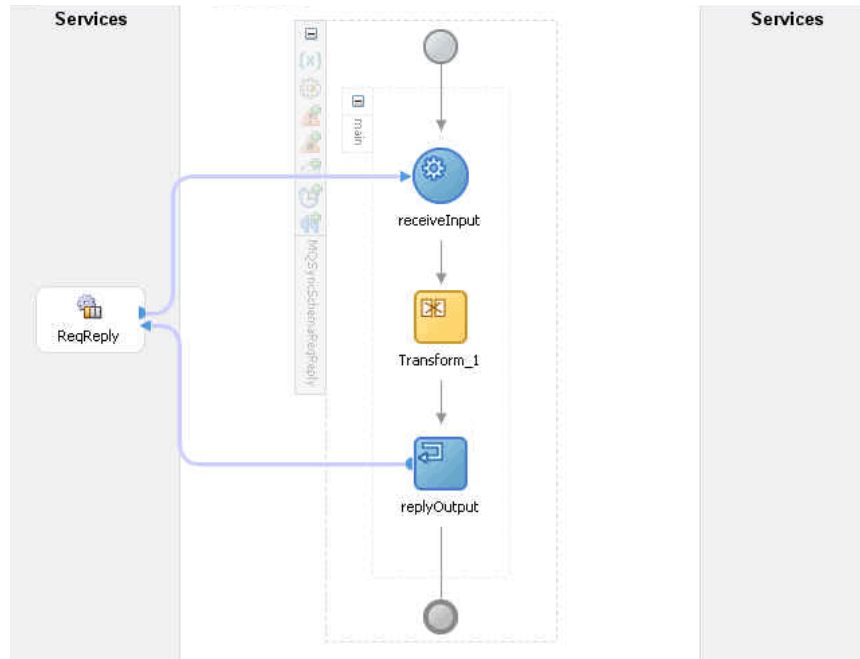 Services
Services
{x}
main
receiveInput
MQSyncSchemaReqReply
ReqReply
Transform_1
replyOutput